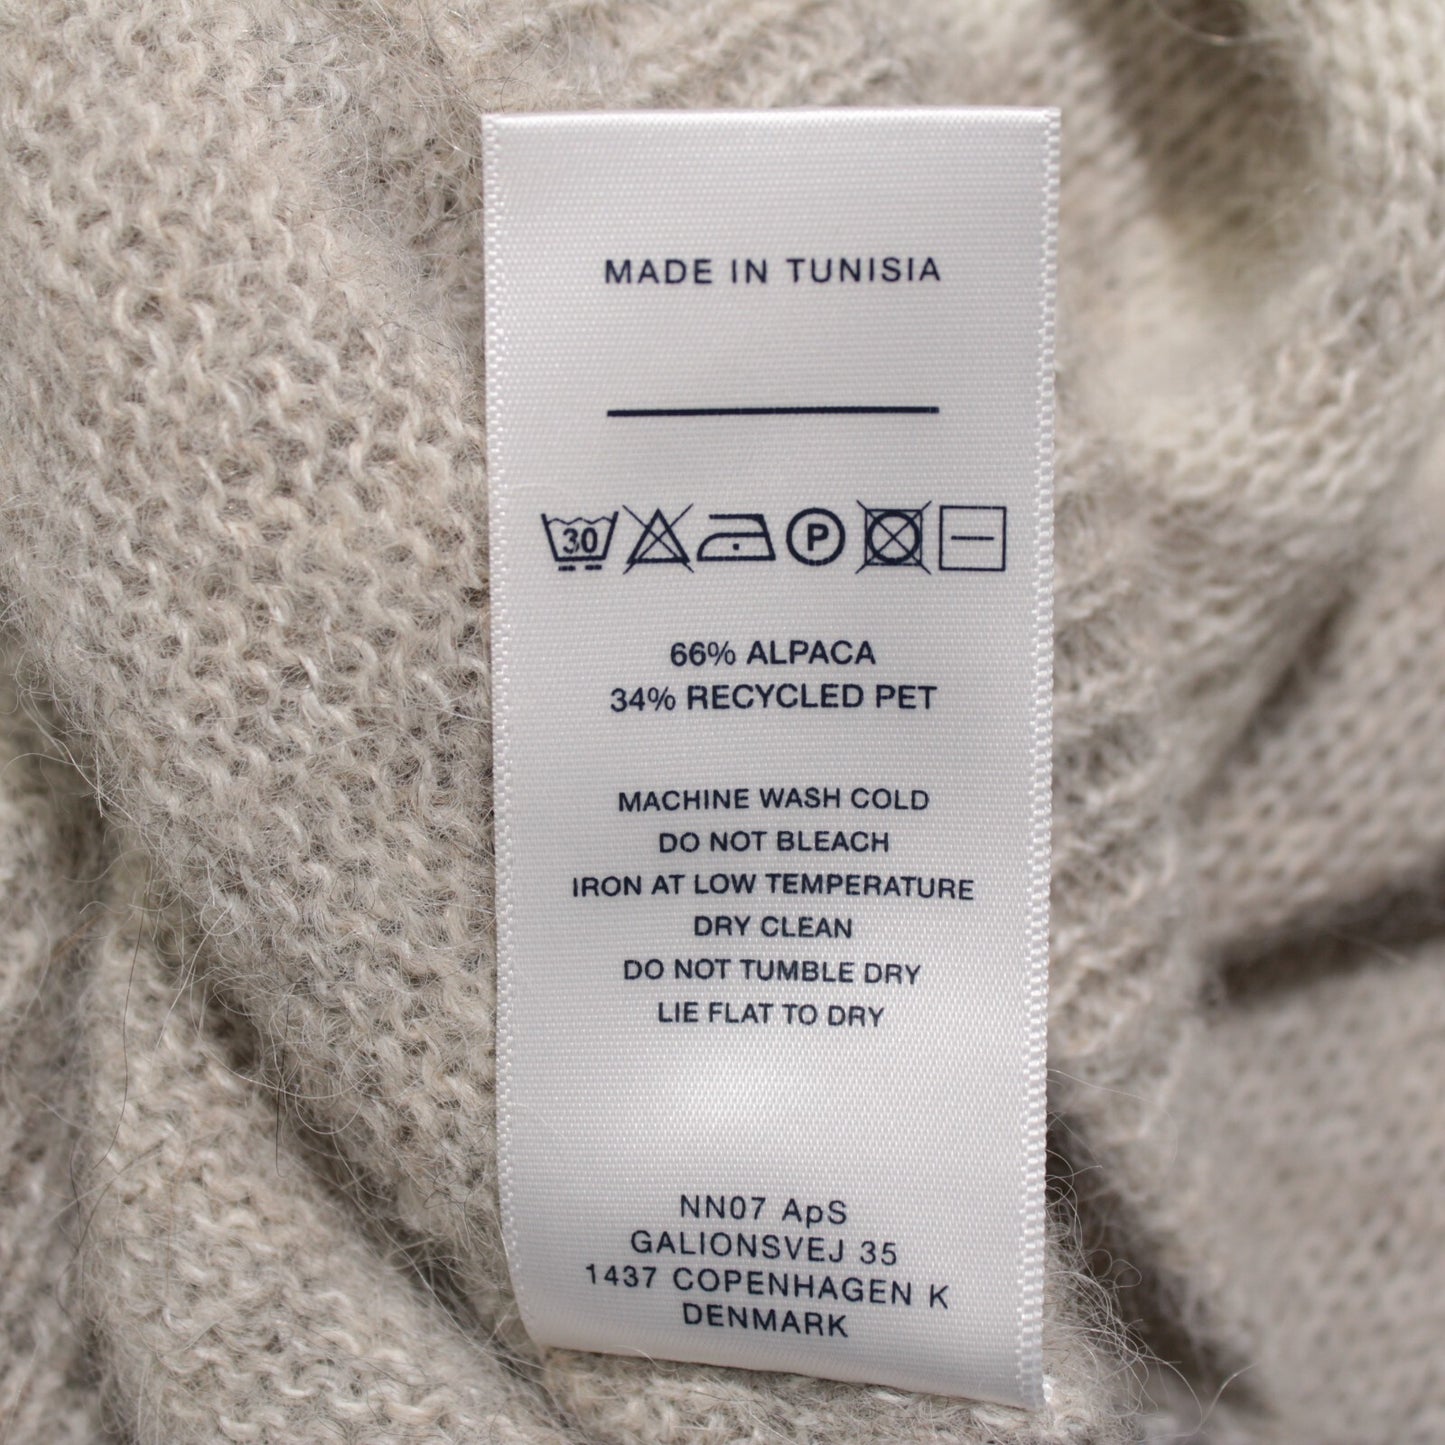 MADE IN TUNISIA
30 P
66% ALPACA
34% RECYCLED PET
MACHINE WASH COLD
DO NOT BLEACH
IRON AT LOW TEMPERATURE
DRY CLEAN
DO NOT TUMBLE DRY
LIE FLAT TO DRY
NN07 ApS
GALIONSVEJ 35
1437 COPENHAGEN K
DENMARK